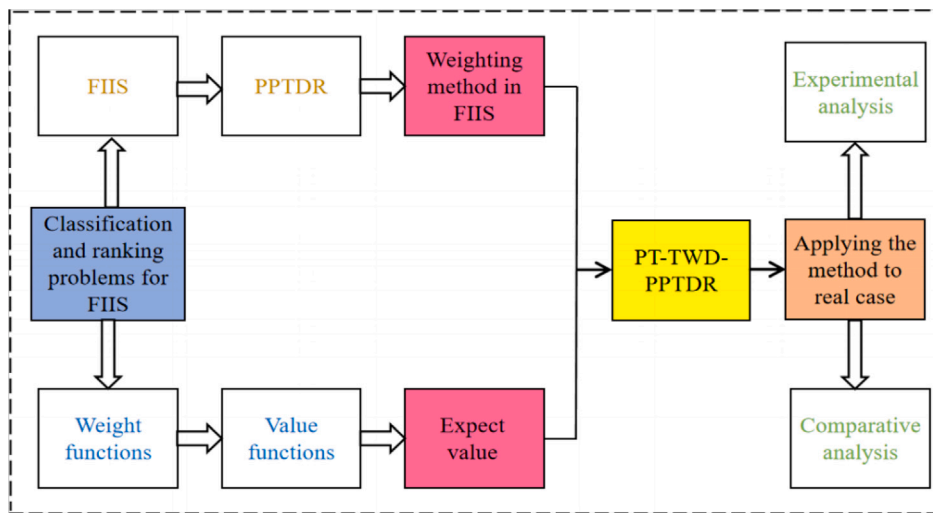 FIIS
PPTDR
Weighting
method in
FIIS
Experimental
analysis
Classification
and ranking
problems for
FIIS
PT-TWD-
PPTDR
Applying the
method to
real case
Weight
functions
Value
functions
Expect
value
Comparative
analysis